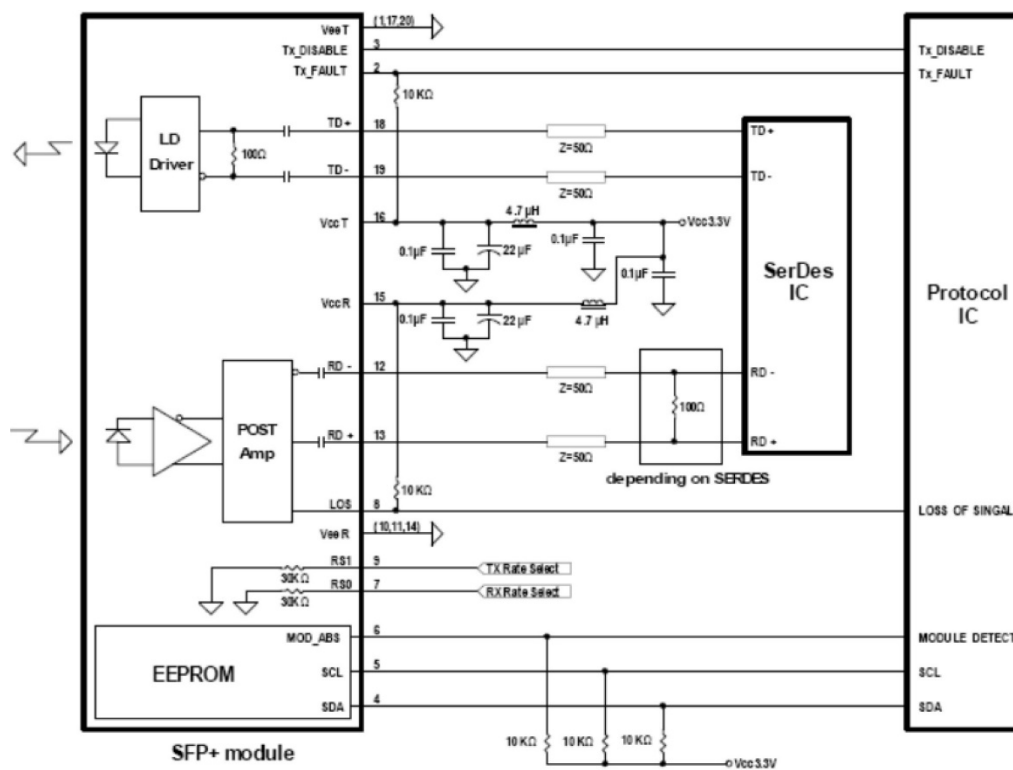 VeeT (1,17,20)
Tx_DISABLE 3 Tx_DISABLE
Tx_FAULT 2 Tx_FAULT
10 KΩ
LD
Driver
100Ω
TD+ 18 Z=50Ω TD+
TD- 19 Z=50Ω TD-
VccT 16 4.7 µH Vcc3.3V
0.1µF 22 µF 0.1µF
0.1µF
SerDes
IC
Protocol
IC
VccR 15
0.1µF 22 µF 4.7 µH
POST
Amp
RD - 12 Z=50Ω RD -
100Ω
RD + 13 Z=50Ω RD +
depending on SERDES
10 KΩ
LOS 8 LOSS OF SINGAL
VeeR (10,11,14)
RS1 9 TX Rate Select
30KΩ
RS0 7 RX Rate Select
30KΩ
EEPROM
MOD_ABS 6 MODULE DETECT
SCL 5 SCL
SDA 4 SDA
10 KΩ 10 KΩ 10 KΩ
Vcc3.3V
SFP+ module